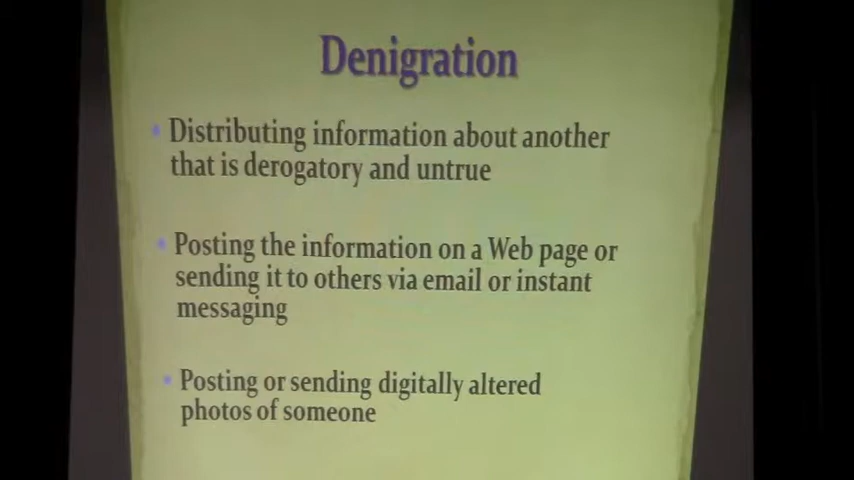 Denigration
• Distributing information about another
that is derogatory and untrue
• Posting the information on a Web page or
sending it to others via email or instant
messaging
• Posting or sending digitally altered
photos of someone